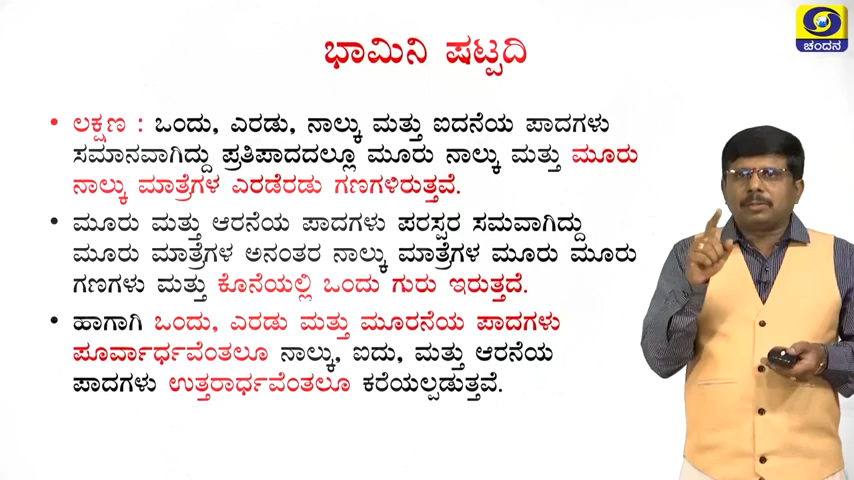 ಭಾಮಿನಿ ಷಟ್ಪದಿ
ಚಂದನ
• ಲಕ್ಷಣ : ಒಂದು, ಎರಡು, ನಾಲ್ಕು ಮತ್ತು ಐದನೆಯ ಪಾದಗಳು
ಸಮಾನವಾಗಿದ್ದು ಪ್ರತಿಪಾದದಲ್ಲೂ ಮೂರು ನಾಲ್ಕು ಮತ್ತು ಮೂರು
ನಾಲ್ಕು ಮಾತ್ರೆಗಳ ಎರಡೆರಡು ಗಣಗಳಿರುತ್ತವೆ.
• ಮೂರು ಮತ್ತು ಆರನೆಯ ಪಾದಗಳು ಪರಸ್ಪರ ಸಮವಾಗಿದ್ದು
ಮೂರು ಮಾತ್ರೆಗಳ ಅನಂತರ ನಾಲ್ಕು ಮಾತ್ರೆಗಳ ಮೂರು ಮೂರು
ಗಣಗಳು ಮತ್ತು ಕೊನೆಯಲ್ಲಿ ಒಂದು ಗುರು ಇರುತ್ತದೆ.
• ಹಾಗಾಗಿ ಒಂದು, ಎರಡು ಮತ್ತು ಮೂರನೆಯ ಪಾದಗಳು
ಪೂರ್ವಾರ್ಧವೆಂತಲೂ ನಾಲ್ಕು, ಐದು, ಮತ್ತು ಆರನೆಯ
ಪಾದಗಳು ಉತ್ತರಾರ್ಧವೆಂತಲೂ ಕರೆಯಲ್ಪಡುತ್ತವೆ.